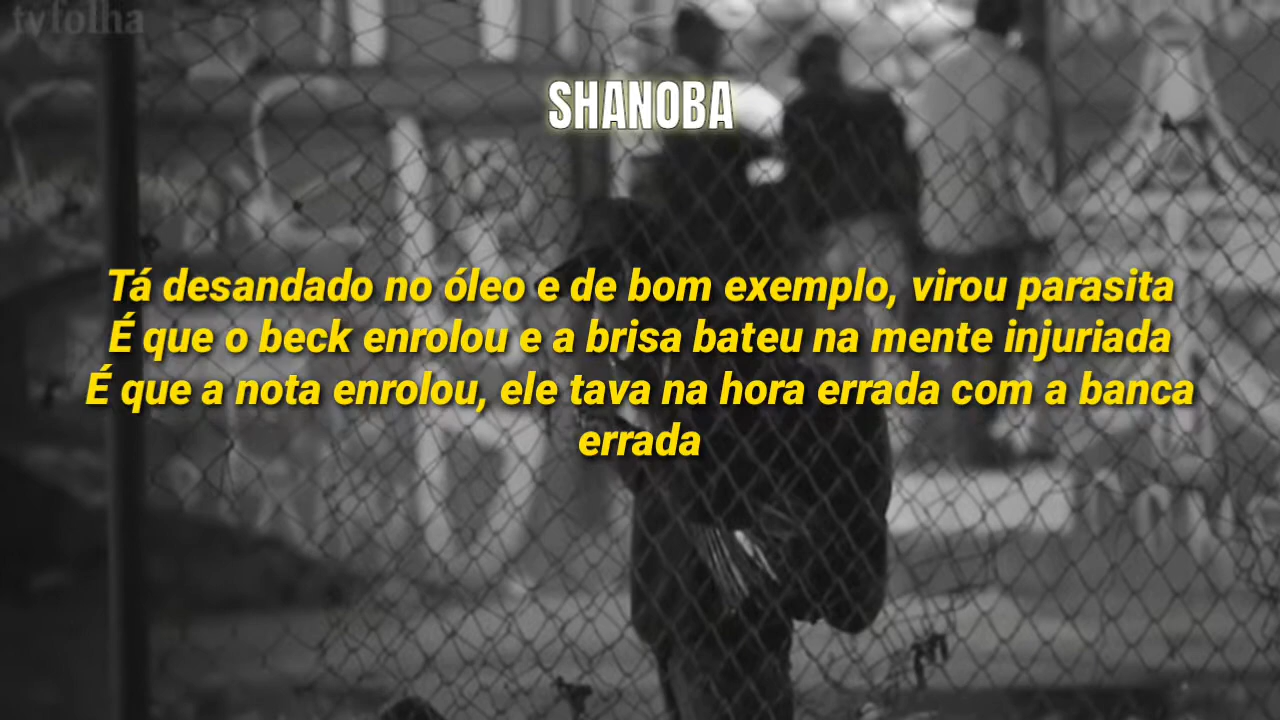 tvfolha
SHANOBA
Tá desandado no óleo e de bom exemplo, virou parasita
É que o beck enrolou e a brisa bateu na mente injuriada
É que a nota enrolou, ele tava na hora errada com a banca
errada